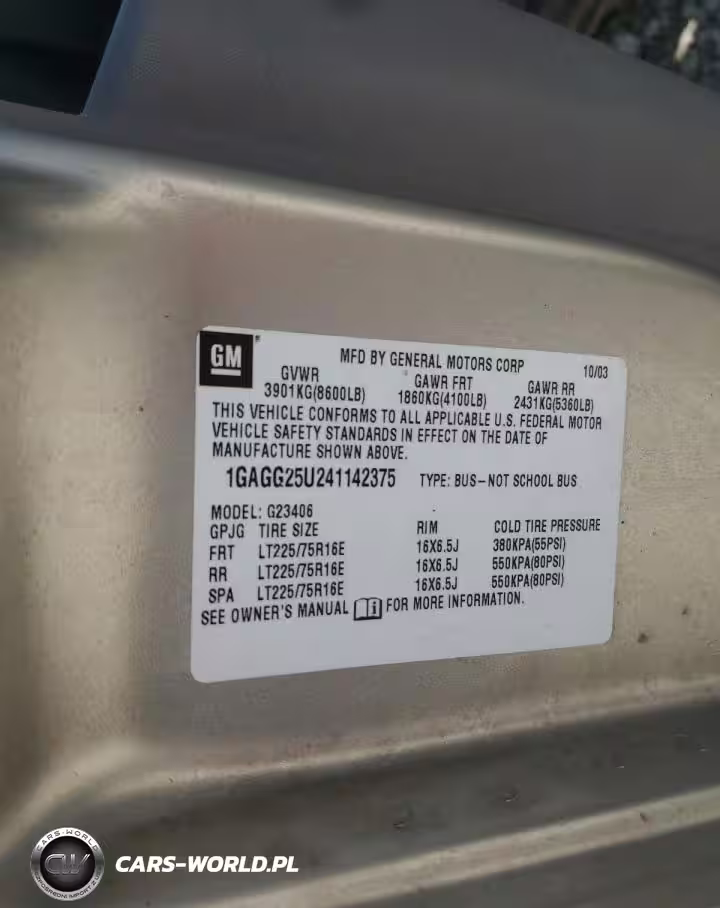 GM
MFD BY GENERAL MOTORS CORP 10/03
GVWR GAWR FRT GAWR RR
3901KG(8600LB) 1860KG(4100LB) 2431KG(5360LB)
THIS VEHICLE CONFORMS TO ALL APPLICABLE U.S. FEDERAL MOTOR
VEHICLE SAFETY STANDARDS IN EFFECT ON THE DATE OF
MANUFACTURE SHOWN ABOVE.
1GAGG25U241142375 TYPE: BUS-NOT SCHOOL BUS
MODEL: G23406
GPJG TIRE SIZE RIM COLD TIRE PRESSURE
FRT LT225/75R16E 16X6.5J 380KPA(55PSI)
RR LT225/75R16E 16X6.5J 550KPA(80PSI)
SPA LT225/75R16E 16X6.5J 550KPA(80PSI)
SEE OWNER'S MANUAL FOR MORE INFORMATION.
CARS-WORLD
CW
CARS-WORLD.PL